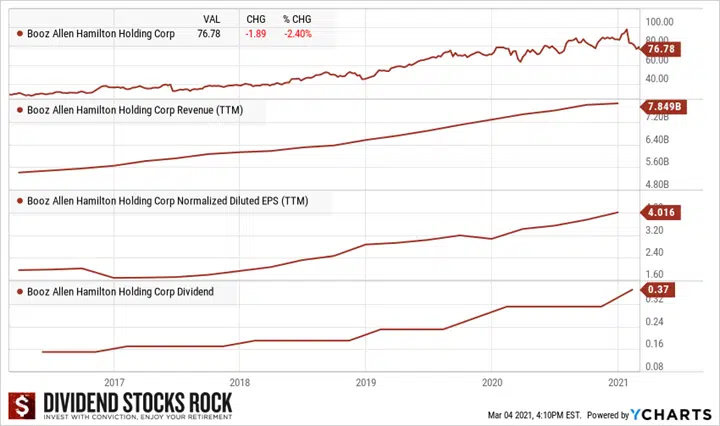 VAL CHG % CHG
Booz Allen Hamilton Holding Corp 76.78 -1.89 -2.40%
100.00
80.00
76.78
60.00
40.00
Booz Allen Hamilton Holding Corp Revenue (TTM)
7.849B
7.20B
6.40B
5.60B
4.80B
Booz Allen Hamilton Holding Corp Normalized Diluted EPS (TTM)
4.016
3.20
2.40
1.60
Booz Allen Hamilton Holding Corp Dividend
0.37
0.32
0.24
0.16
0.08
2017 2018 2019 2020 2021
$ DIVIDEND STOCKS ROCK
INVEST WITH CONVICTION, ENJOY YOUR RETIREMENT
Mar 04 2021, 4:10PM EST. Powered by YCHARTS